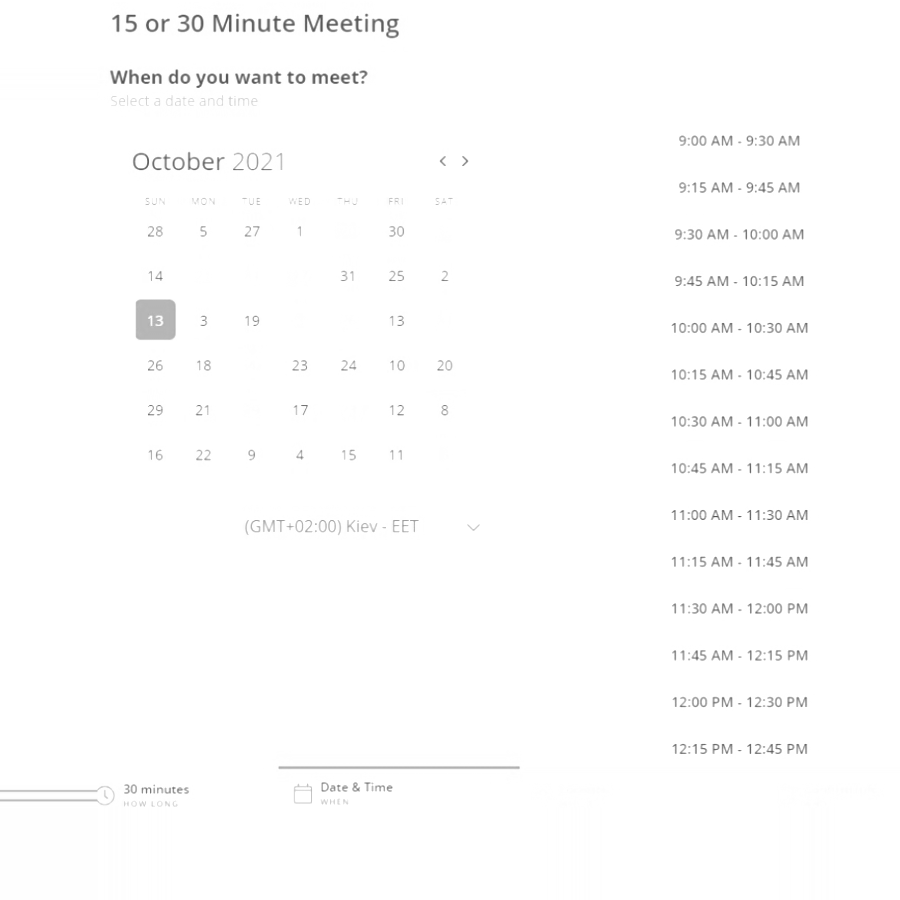 15 or 30 Minute Meeting
When do you want to meet?
Select a date and time
October 2021
SUN MON TUE WED THU FRI SAT
28 5 27 1 30
14 31 25 2
13 3 19 13
26 18 23 24 10 20
29 21 17 12 8
16 22 9 4 15 11
(GMT+02:00) Kiev - EET
9:00 AM - 9:30 AM
9:15 AM - 9:45 AM
9:30 AM - 10:00 AM
9:45 AM - 10:15 AM
10:00 AM - 10:30 AM
10:15 AM - 10:45 AM
10:30 AM - 11:00 AM
10:45 AM - 11:15 AM
11:00 AM - 11:30 AM
11:15 AM - 11:45 AM
11:30 AM - 12:00 PM
11:45 AM - 12:15 PM
12:00 PM - 12:30 PM
12:15 PM - 12:45 PM
30 minutes
HOW LONG
Date & Time
WHEN